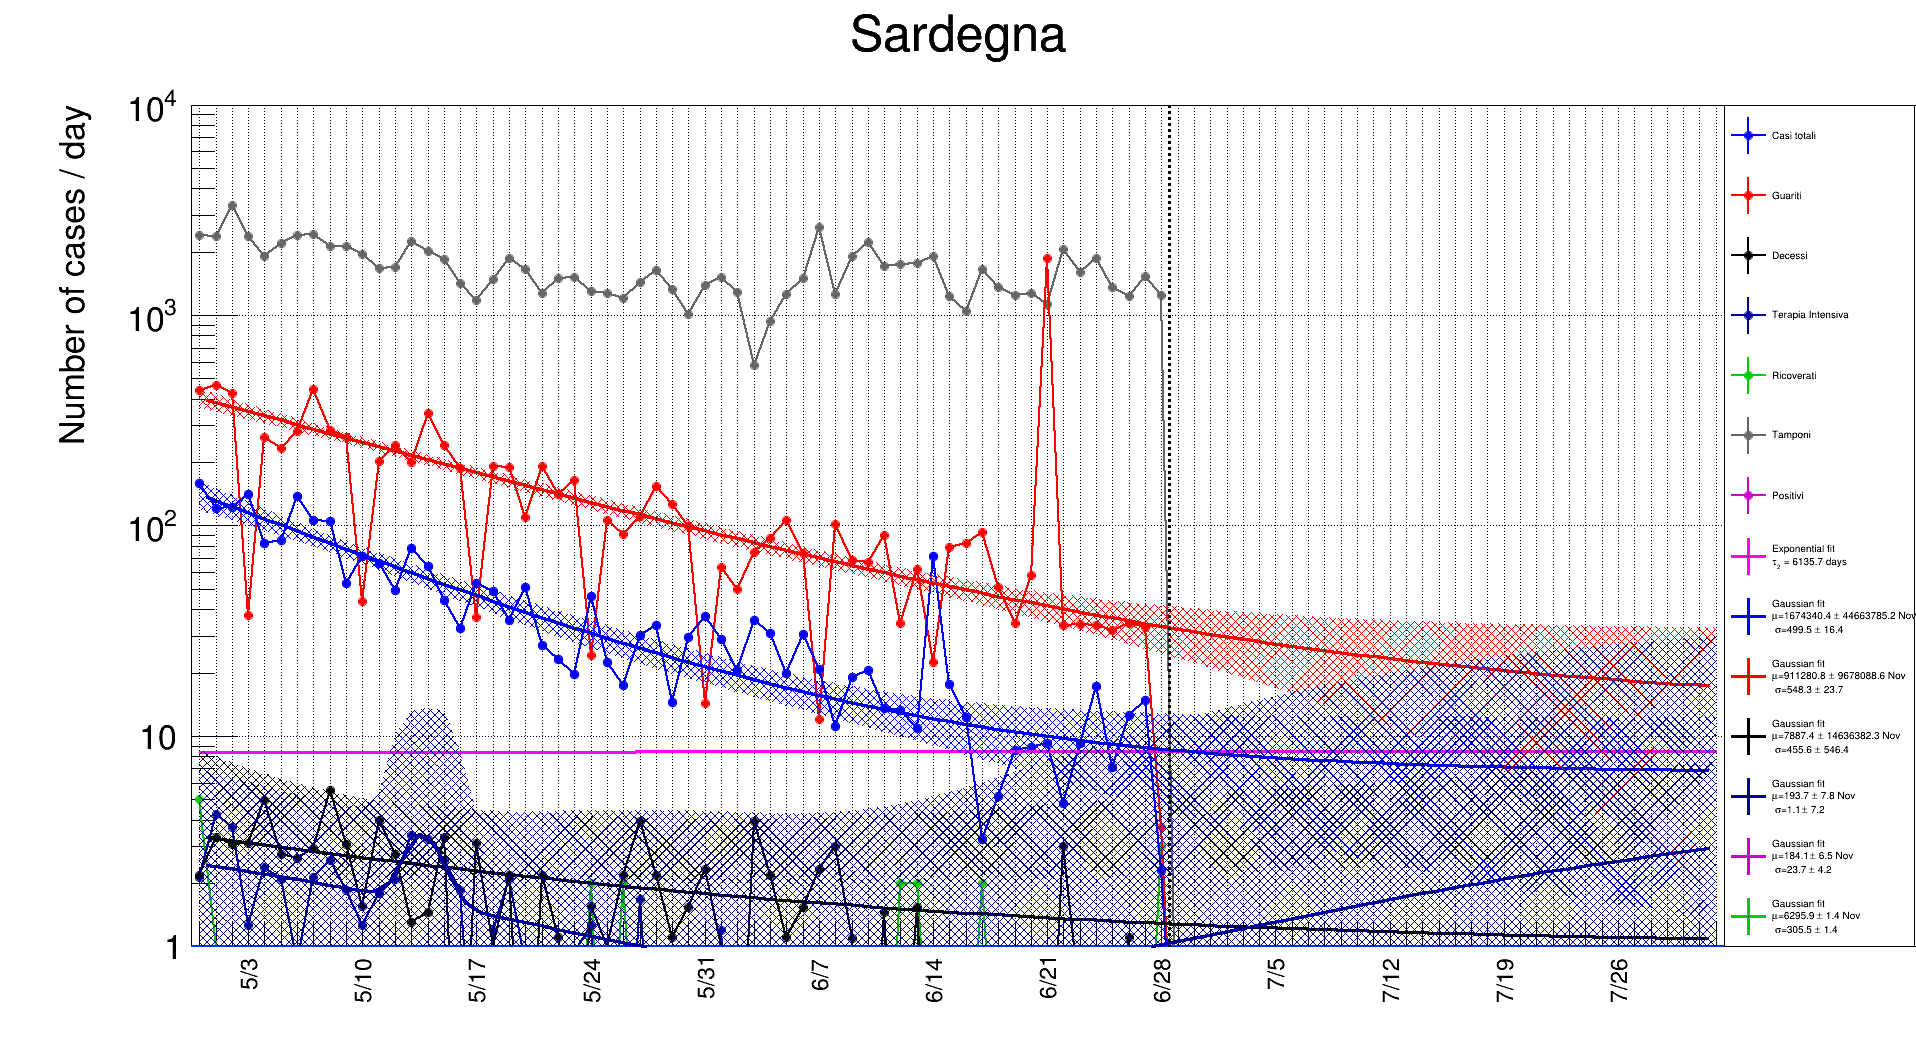 Sardegna
Number of cases / day
10⁴
10³
10²
10
1
5/3
5/10
5/17
5/24
5/31
6/7
6/14
6/21
6/28
7/5
7/12
7/19
7/26
Casi totali
Guariti
Decessi
Terapia Intensiva
Ricoverati
Tamponi
Positivi
Exponential fit
τ₂ = 6135.7 days
Gaussian fit
μ=1674340.4 ± 44663785.2 Nov
σ=499.5 ± 16.4
Gaussian fit
μ=911280.8 ± 9678088.6 Nov
σ=548.3 ± 23.7
Gaussian fit
μ=7887.4 ± 14636382.3 Nov
σ=455.6 ± 546.4
Gaussian fit
μ=193.7 ± 7.8 Nov
σ=1.1 ± 7.2
Gaussian fit
μ=184.1 ± 6.5 Nov
σ=23.7 ± 4.2
Gaussian fit
μ=6295.9 ± 1.4 Nov
σ=305.5 ± 1.4